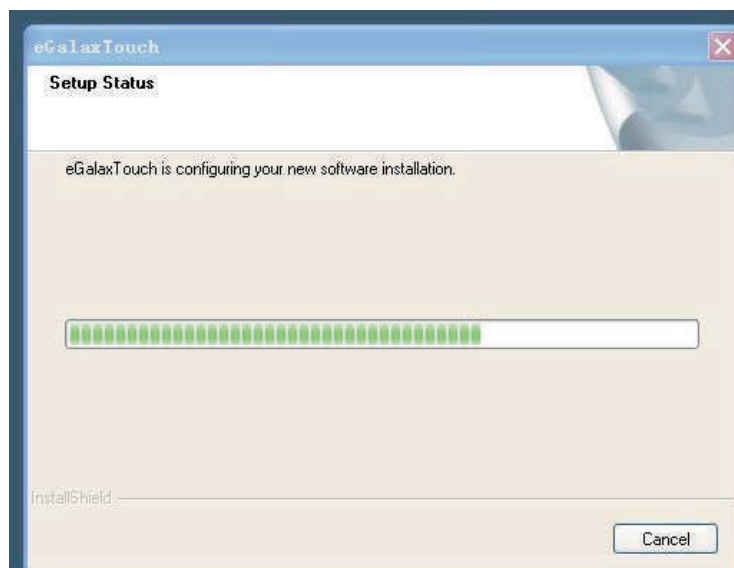 eGalaxTouch
Setup Status
eGalaxTouch is configuring your new software installation.
InstallShield
Cancel